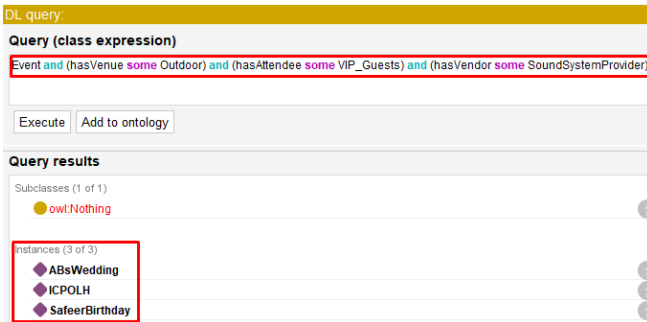 DL query:
Query (class expression)
Event and (hasVenue some Outdoor) and (hasAttendee some VIP_Guests) and (hasVendor some SoundSystemProvider)
Execute Add to ontology
Query results
Subclasses (1 of 1)
owl:Nothing
Instances (3 of 3)
ABsWedding
ICPOLH
SafeerBirthday